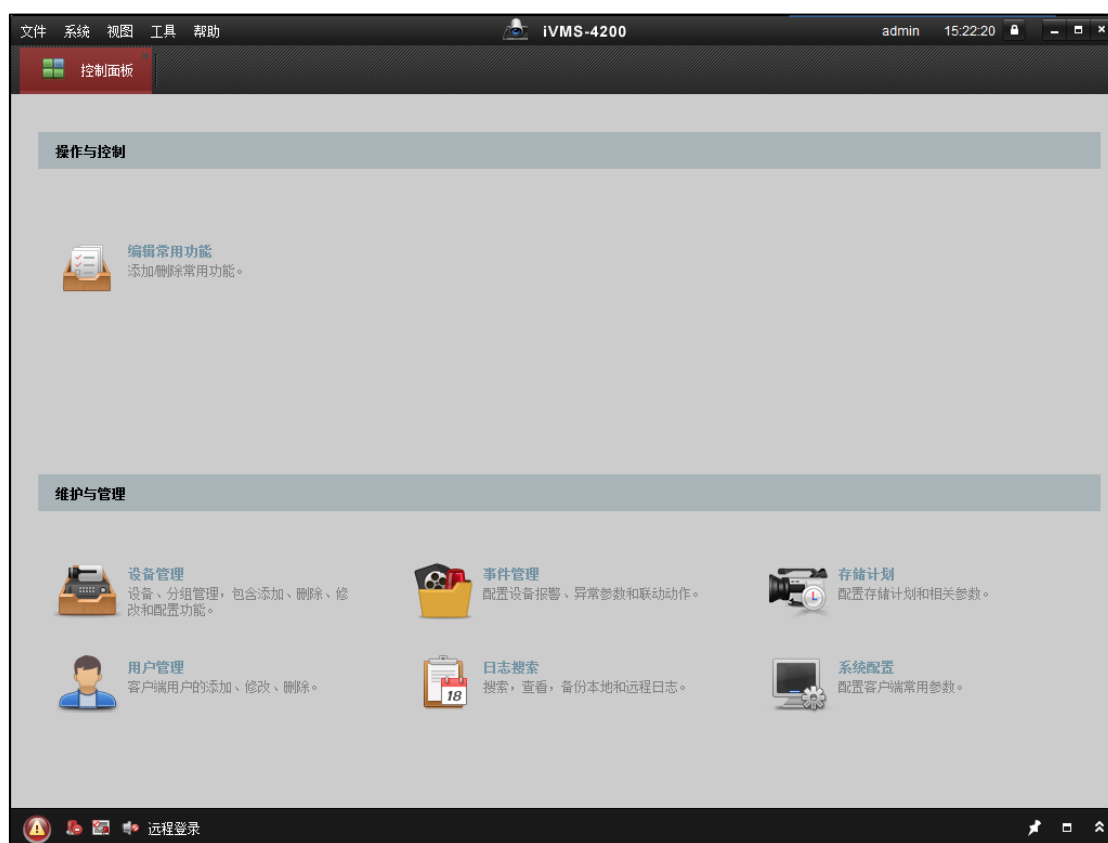 文件 系统 视图 工具 帮助 iVMS-4200 admin 15:22:20
控制面板
操作与控制
编辑常用功能
添加/删除常用功能。
维护与管理
设备管理
设备、分组管理，包含添加、删除、修
改和配置功能。
事件管理
配置设备报警、异常参数和联动动作。
存储计划
配置存储计划和相关参数。
用户管理
客户端用户的添加、修改、删除。
18
日志搜索
搜索，查看，备份本地和远程日志。
系统配置
配置客户端常用参数。
远程登录